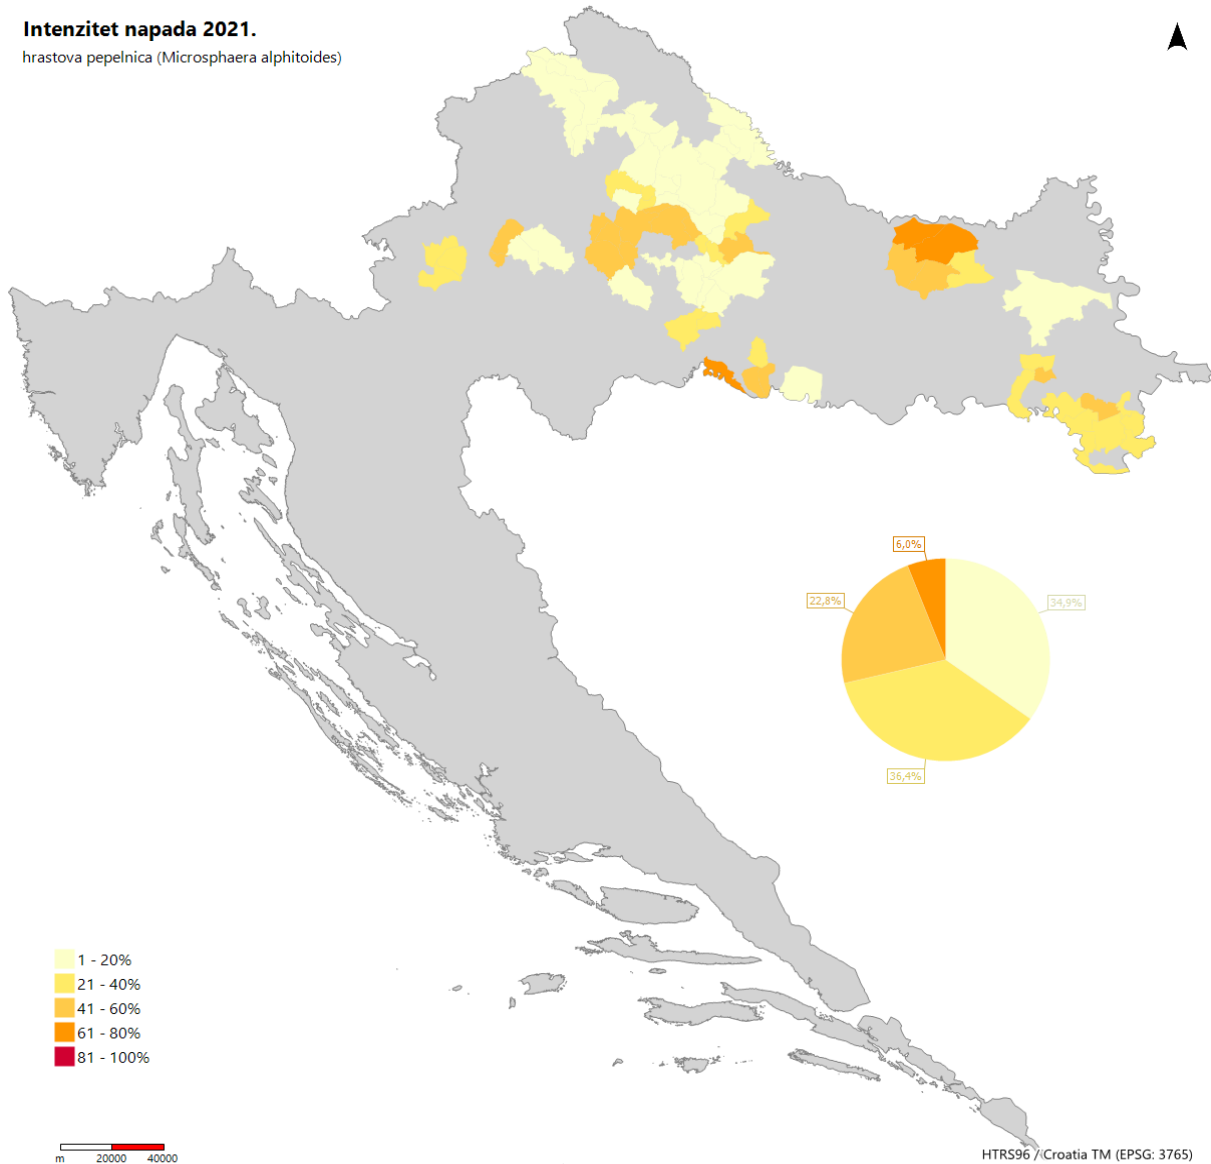 Intenzitet napada 2021.
hrastova pepelnica (Microsphaera alphitoides)
6,0%
22,8%
34,9%
36,4%
1 - 20%
21 - 40%
41 - 60%
61 - 80%
81 - 100%
m 20000 40000
HTRS96 / Croatia TM (EPSG: 3765)